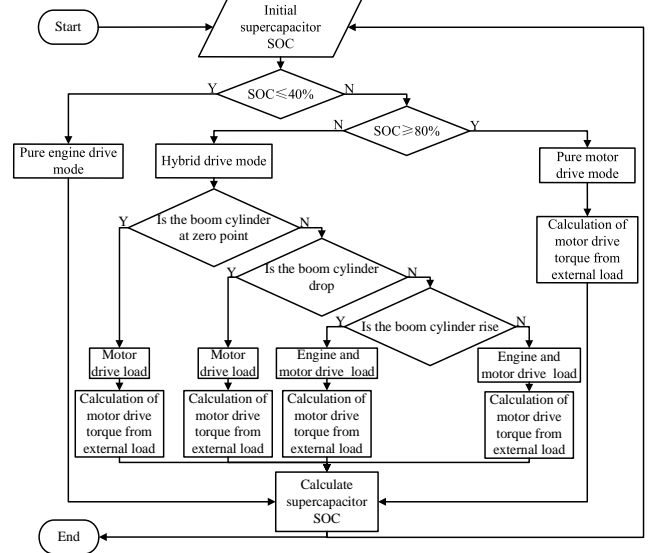 Start
Initial
supercapacitor
SOC
Y
SOC≤40%
N
N
SOC≥80%
Y
Pure engine drive
mode
Hybrid drive mode
Pure motor
drive mode
Y
Is the boom cylinder
at zero point
N
Calculation of
motor drive
torque from
external load
Y
Is the boom cylinder
drop
N
Y
Is the boom cylinder rise
N
Motor
drive load
Motor
drive load
Engine and
motor drive load
Engine and
motor drive load
Calculation of
motor drive
torque from
external load
Calculation of
motor drive
torque from
external load
Calculation of
motor drive
torque from
external load
Calculation of
motor drive
torque from
external load
Calculate
supercapacitor
SOC
End